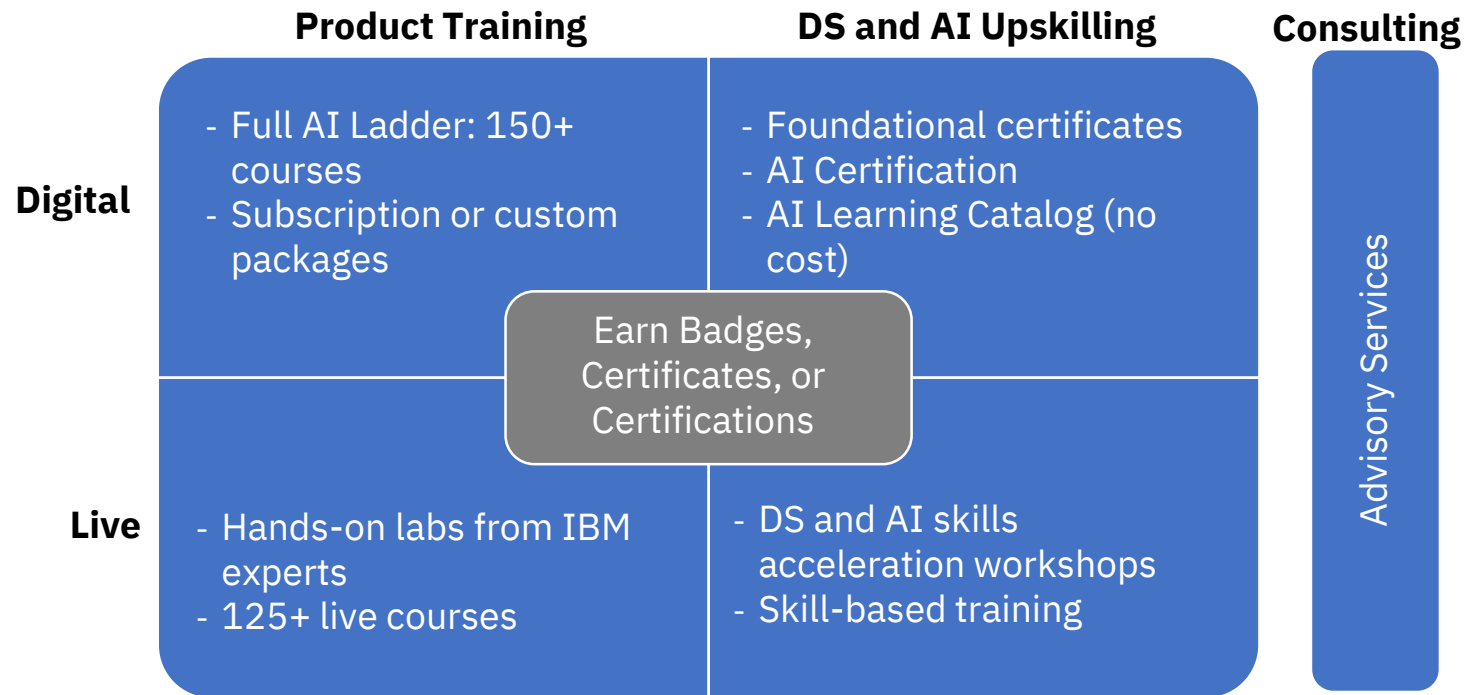 Product Training
DS and AI Upskilling
Consulting
Digital
- Full AI Ladder: 150+
courses
- Subscription or custom
packages
- Foundational certificates
- AI Certification
- AI Learning Catalog (no
cost)
Earn Badges,
Certificates, or
Certifications
Live
- Hands-on labs from IBM
experts
- 125+ live courses
- DS and AI skills
acceleration workshops
- Skill-based training
Advisory Services